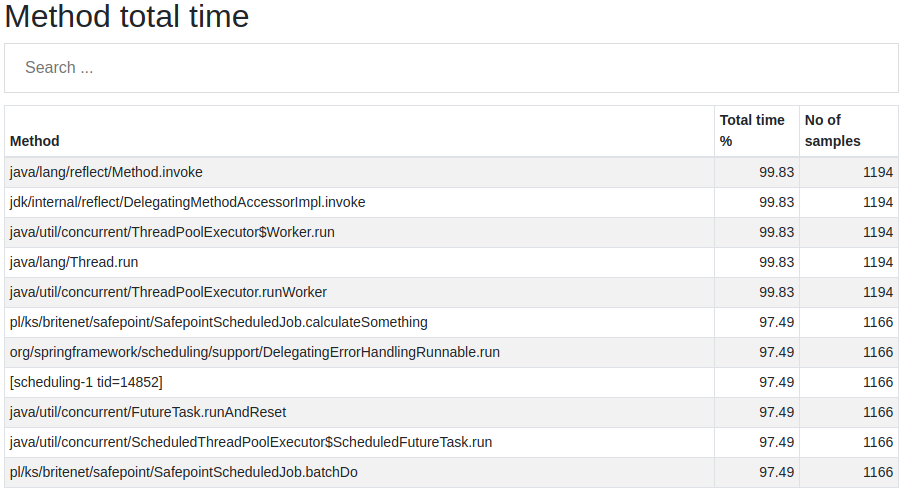 Method total time
Search ...
Method Total time % No of samples
java/lang/reflect/Method.invoke 99.83 1194
jdk/internal/reflect/DelegatingMethodAccessorImpl.invoke 99.83 1194
java/util/concurrent/ThreadPoolExecutor$Worker.run 99.83 1194
java/lang/Thread.run 99.83 1194
java/util/concurrent/ThreadPoolExecutor.runWorker 99.83 1194
pl/ks/britenet/safepoint/SafepointScheduledJob.calculateSomething 97.49 1166
org/springframework/scheduling/support/DelegatingErrorHandlingRunnable.run 97.49 1166
[scheduling-1 tid=14852] 97.49 1166
java/util/concurrent/FutureTask.runAndReset 97.49 1166
java/util/concurrent/ScheduledThreadPoolExecutor$ScheduledFutureTask.run 97.49 1166
pl/ks/britenet/safepoint/SafepointScheduledJob.batchDo 97.49 1166